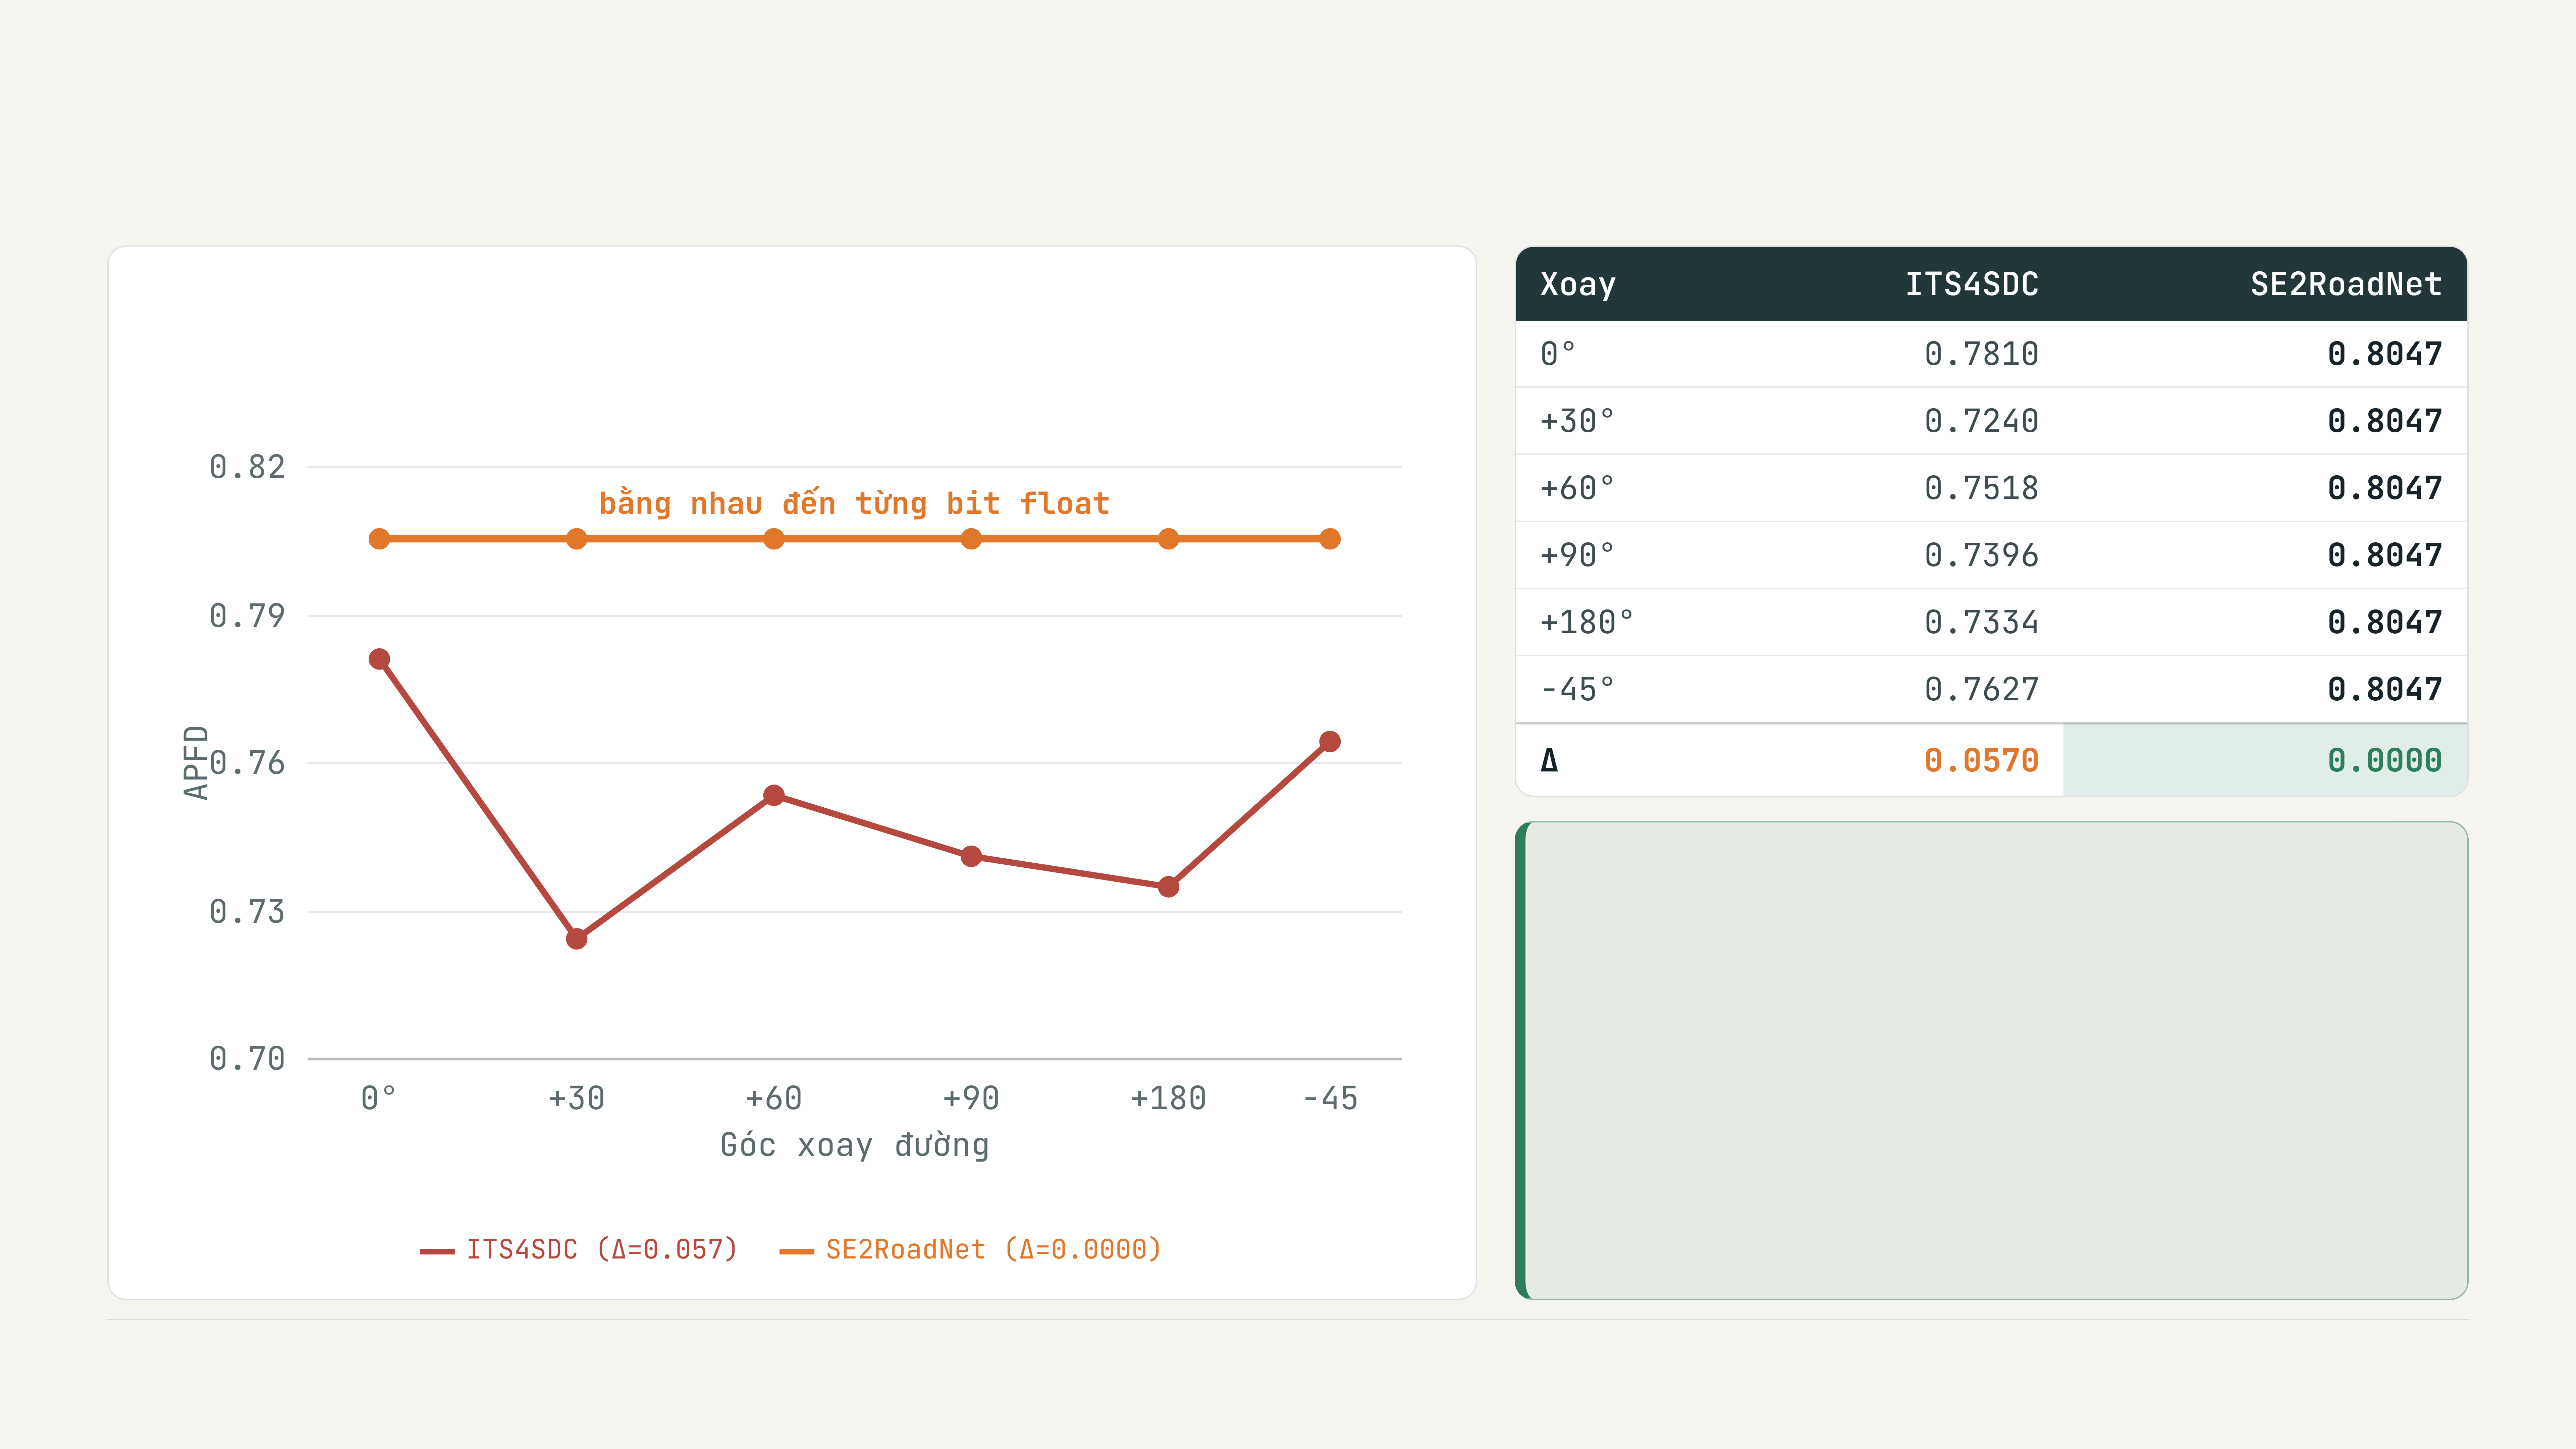 0.82
bằng nhau đến từng bit float
0.79
APFD
0.76
0.73
0.70
0° +30 +60 +90 +180 -45
Góc xoay đường
ITS4SDC (Δ=0.057) SE2RoadNet (Δ=0.0000)
Xoay ITS4SDC SE2RoadNet
0° 0.7810 0.8047
+30° 0.7240 0.8047
+60° 0.7518 0.8047
+90° 0.7396 0.8047
+180° 0.7334 0.8047
-45° 0.7627 0.8047
Δ 0.0570 0.0000